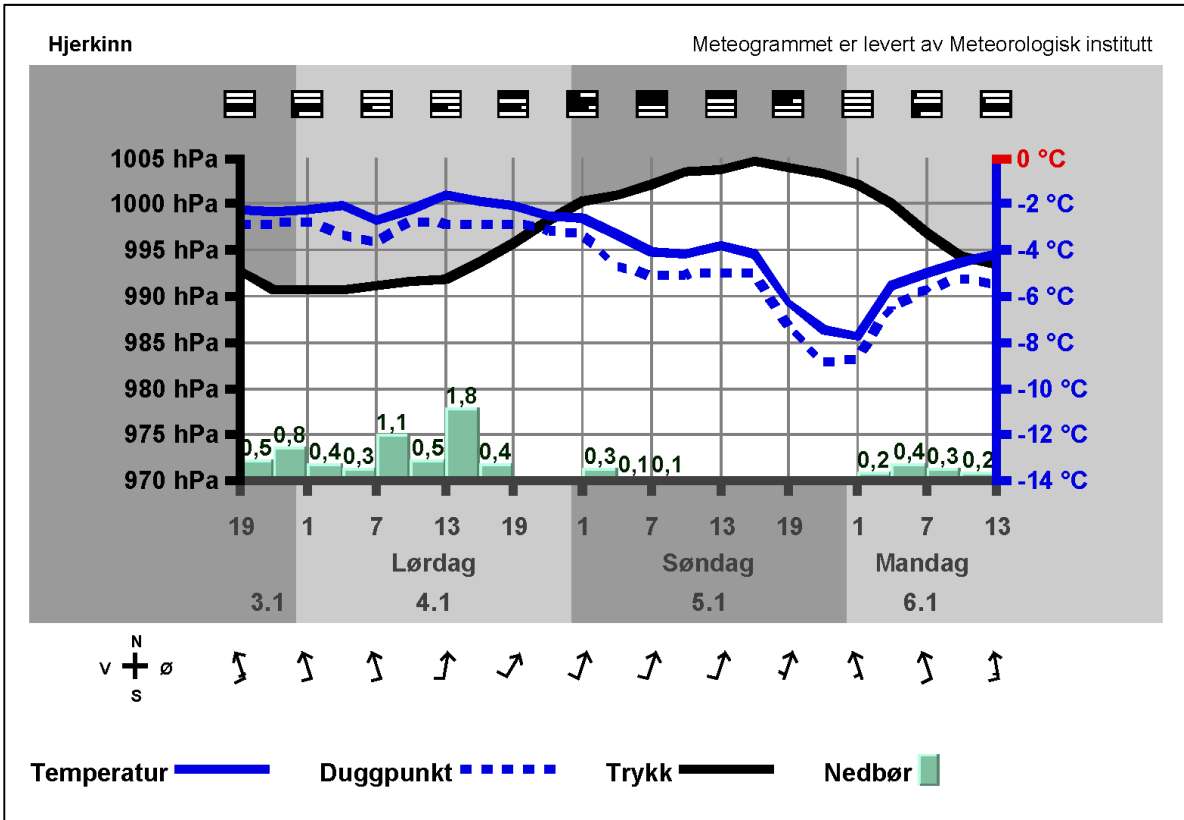 Hjerkinn
Meteogrammet er levert av Meteorologisk institutt
1005 hPa 0 °C
1000 hPa -2 °C
995 hPa -4 °C
990 hPa -6 °C
985 hPa -8 °C
980 hPa -10 °C
975 hPa -12 °C
970 hPa -14 °C
0,5 0,8 0,4 0,3 1,1 0,5 1,8 0,4 0,3 0,1 0,1 0,2 0,4 0,3 0,2
19 1 7 13 19 1 7 13 19 1 7 13
Lørdag Søndag Mandag
3.1 4.1 5.1 6.1
N
V Ø
S
Temperatur Duggpunkt Trykk Nedbør